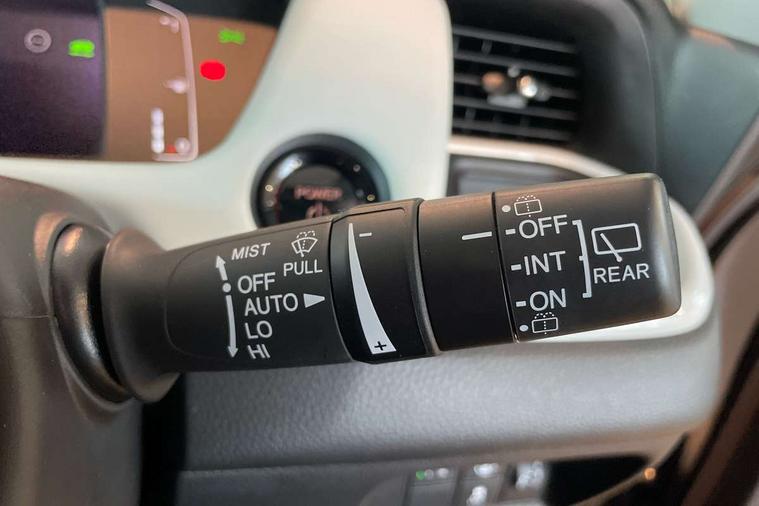 POWER
MIST
OFF
AUTO
LO
HI
PULL
-
+
OFF
INT
ON
REAR